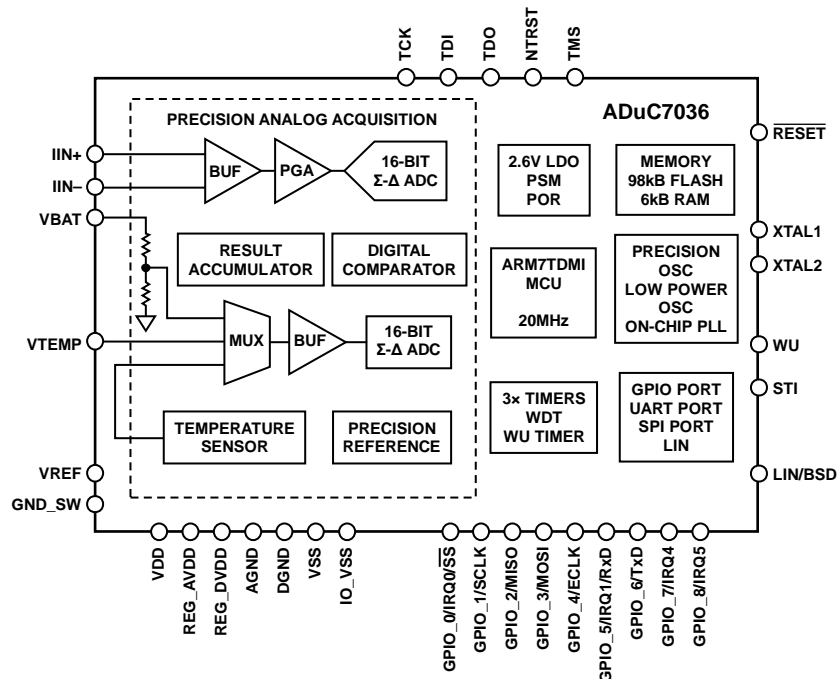 TCK
TDI
TDO
NTRST
TMS
ADuC7036
PRECISION ANALOG ACQUISITION
RESET
IIN+
IIN–
VBAT
BUF
PGA
16-BIT
Σ-Δ ADC
2.6V LDO
PSM
POR
MEMORY
98kB FLASH
6kB RAM
XTAL1
XTAL2
RESULT
ACCUMULATOR
DIGITAL
COMPARATOR
ARM7TDMI
MCU
20MHz
PRECISION
OSC
LOW POWER
OSC
ON-CHIP PLL
VTEMP
MUX
BUF
16-BIT
Σ-Δ ADC
WU
STI
TEMPERATURE
SENSOR
PRECISION
REFERENCE
3× TIMERS
WDT
WU TIMER
GPIO PORT
UART PORT
SPI PORT
LIN
VREF
GND_SW
LIN/BSD
VDD
REG_AVDD
REG_DVDD
AGND
DGND
VSS
IO_VSS
GPIO_0/IRQ0/SS
GPIO_1/SCLK
GPIO_2/MISO
GPIO_3/MOSI
GPIO_4/ECLK
GPIO_5/IRQ1/RxD
GPIO_6/TxD
GPIO_7/IRQ4
GPIO_8/IRQ5